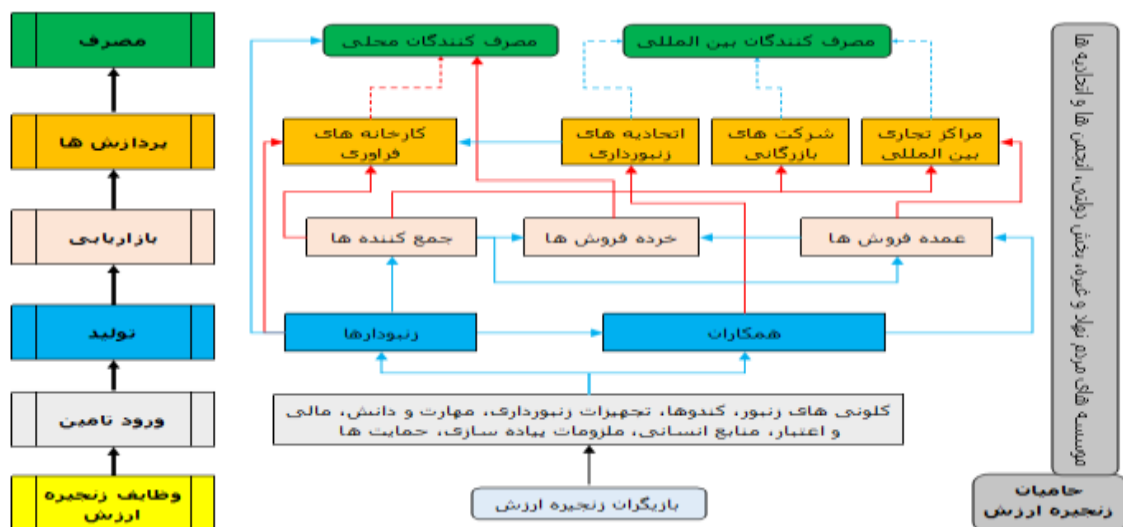 مصرف
پردازش ها
بازاریابی
تولید
ورود تامین
وظایف زنجیره
ارزش
مصرف کنندگان محلی
مصرف کنندگان بین المللی
کارخانه های
فراوری
اتحادیه های
زنبورداری
شرکت های
بازرگانی
مراکز تجاری
بین المللی
جمع کننده ها
خرده فروش ها
عمده فروش ها
زنبودارها
همکاران
کلونی های زنبور، کندوها، تجهیزات زنبورداری، مهارت و دانش، مالی
و اعتبار، منابع انسانی، ملزومات پیاده سازی، حمایت ها
بازیگران زنجیره ارزش
موسسه های مردم نهاد و غیره، بخش دولتی، انجمن ها و اتحادیه ها
حامیان
زنجیره ارزش